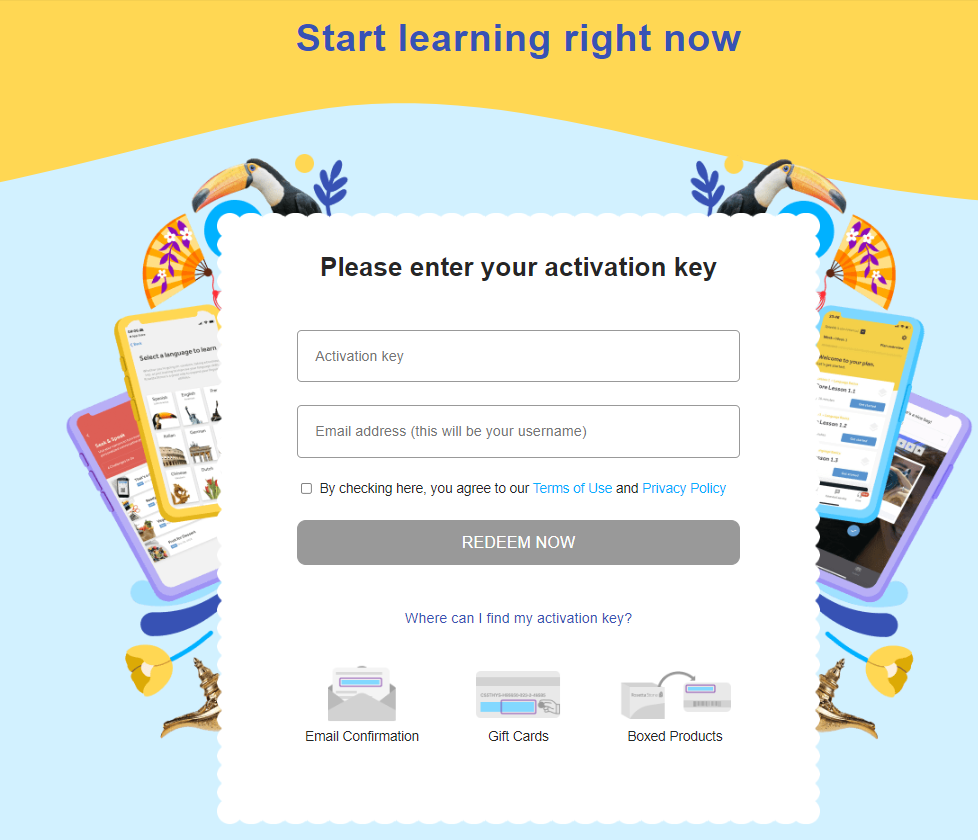 Start learning right now
Please enter your activation key
Select a language to learn
Spanish
English
Italian
German
Chinese
Dutch
Seek & Speak
Welcome to your plan.
Core Lesson 1.1
Lesson 1.2
Activation key
Email address (this will be your username)
By checking here, you agree to our Terms of Use and Privacy Policy
REDEEM NOW
Where can I find my activation key?
Email Confirmation
Gift Cards
Boxed Products